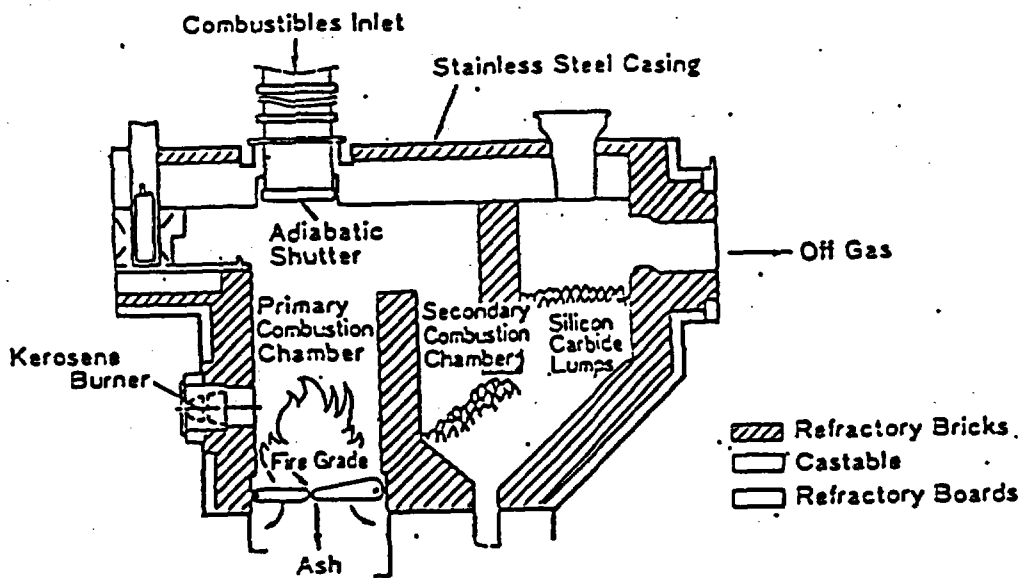 Combustibles Inlet
Stainless Steel Casing
Adiabatic
Shutter
Off Gas
Primary
Combustion
Chamber
Secondary
Combustion
Chamber
Silicon
Carbide
Lumps
Kerosene
Burner
Fire Grade
Refractory Bricks
Castable
Refractory Boards
Ash